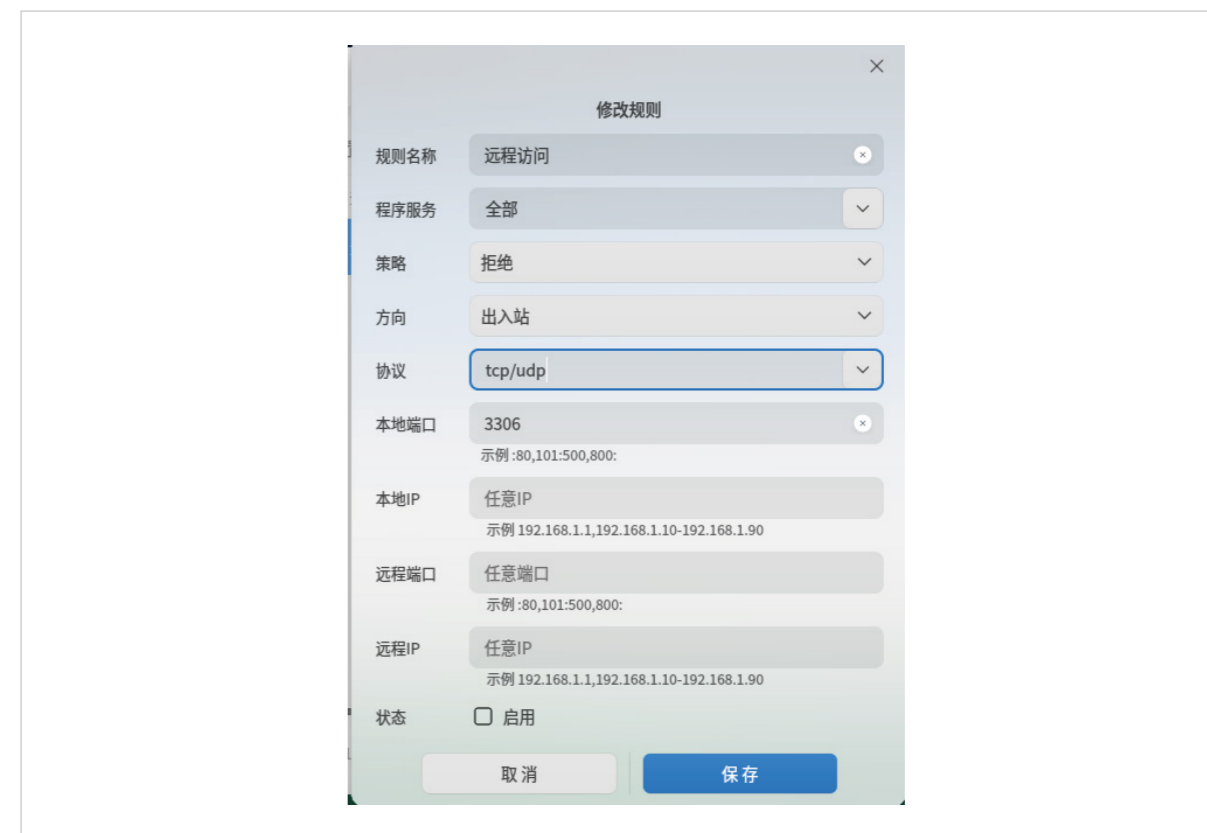 修改规则
规则名称 远程访问
程序服务 全部
策略 拒绝
方向 出入站
协议 tcp/udp
本地端口 3306
示例:80,101:500,800:
本地IP 任意IP
示例 192.168.1.1,192.168.1.10-192.168.1.90
远程端口 任意端口
示例:80,101:500,800:
远程IP 任意IP
示例 192.168.1.1,192.168.1.10-192.168.1.90
状态 启用
取消 保存